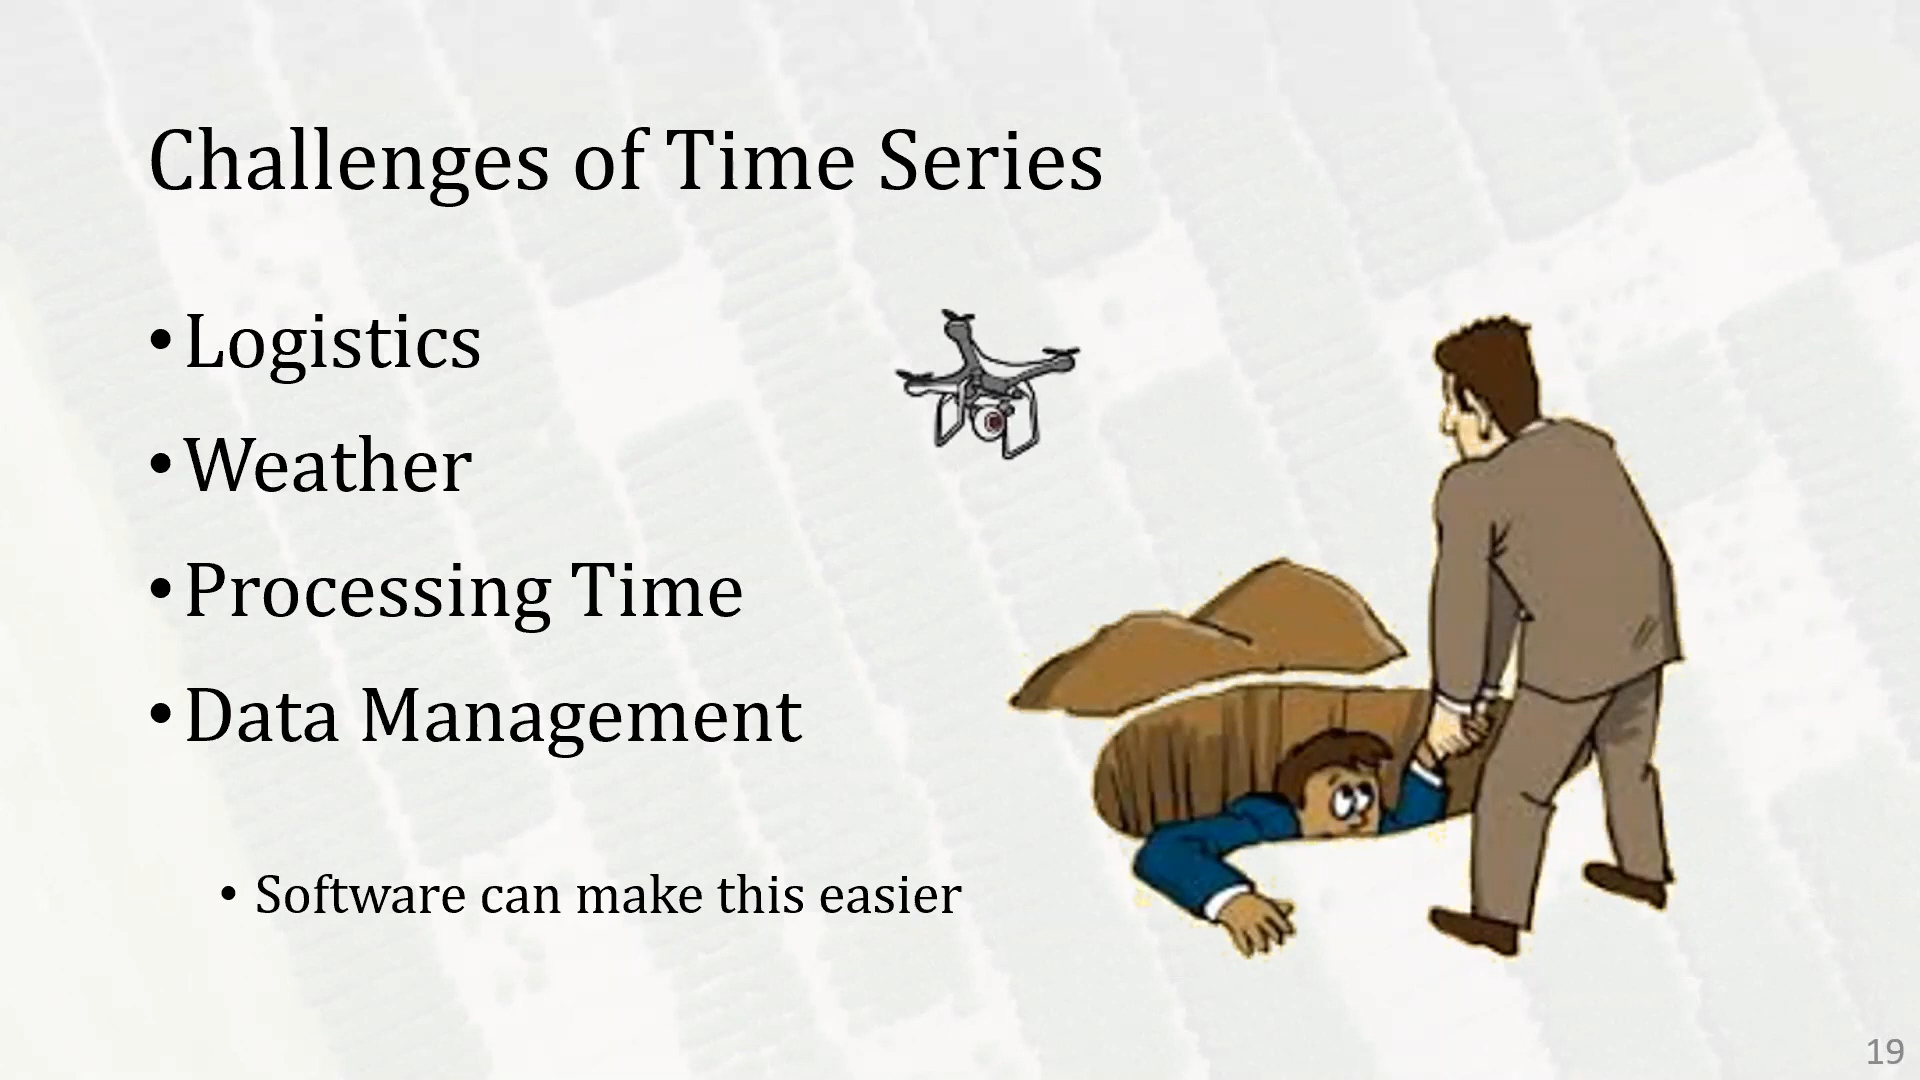 Challenges of Time Series
• Logistics
• Weather
• Processing Time
• Data Management
• Software can make this easier
19